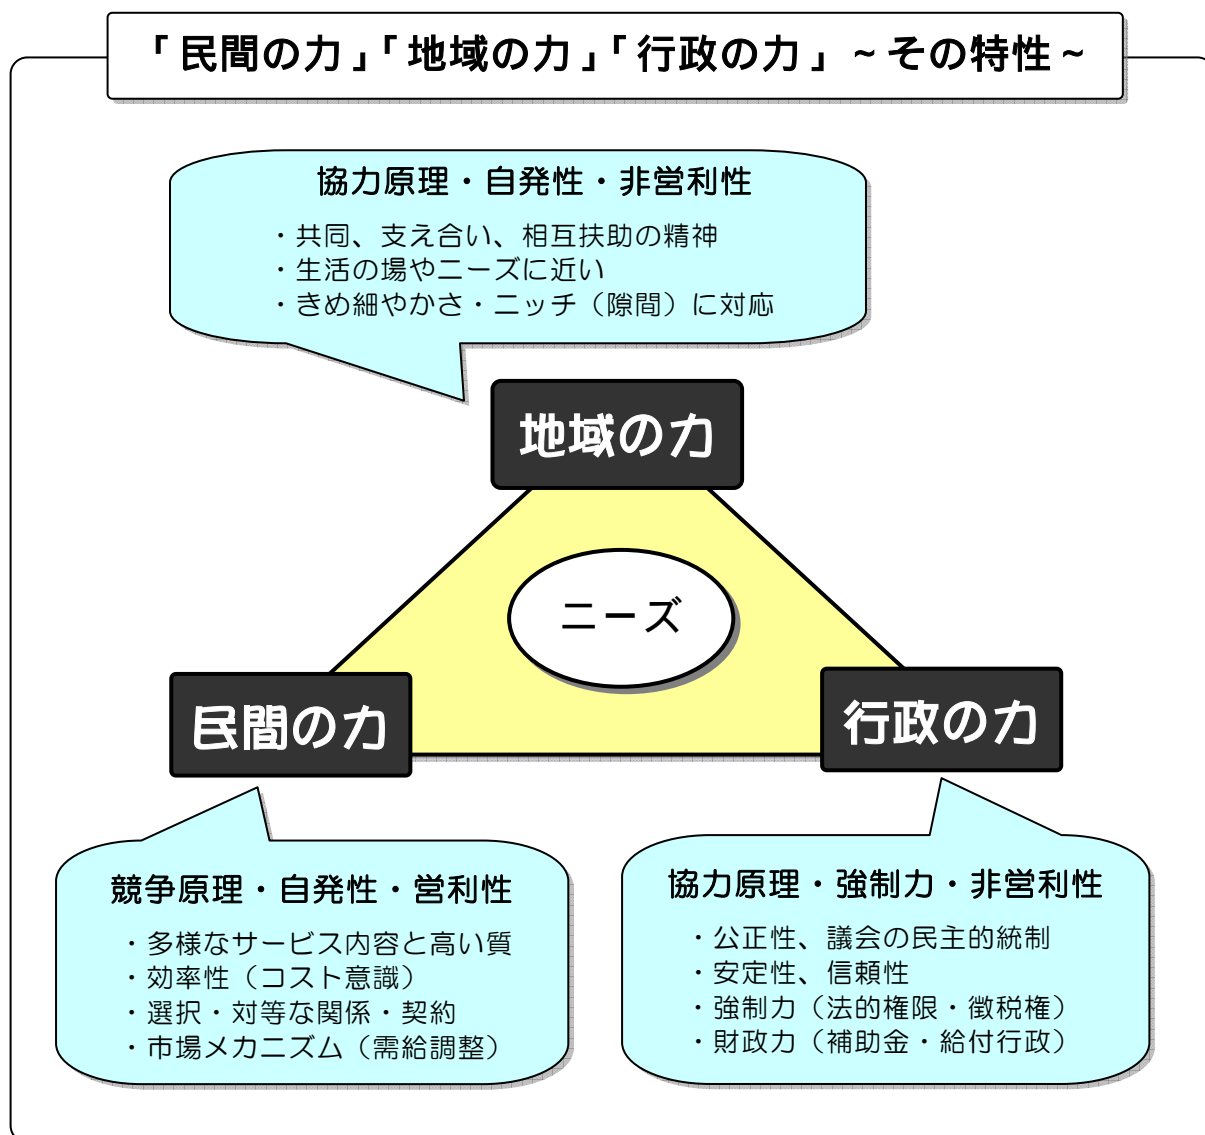 「民間の力」「地域の力」「行政の力」～その特性～
協力原理・自発性・非営利性
・共同、支え合い、相互扶助の精神
・生活の場やニーズに近い
・きめ細やかさ・ニッチ（隙間）に対応
地域の力
ニーズ
民間の力
行政の力
競争原理・自発性・営利性
・多様なサービス内容と高い質
・効率性（コスト意識）
・選択・対等な関係・契約
・市場メカニズム（需給調整）
協力原理・強制力・非営利性
・公正性、議会の民主的統制
・安定性、信頼性
・強制力（法的権限・徴税権）
・財政力（補助金・給付行政）